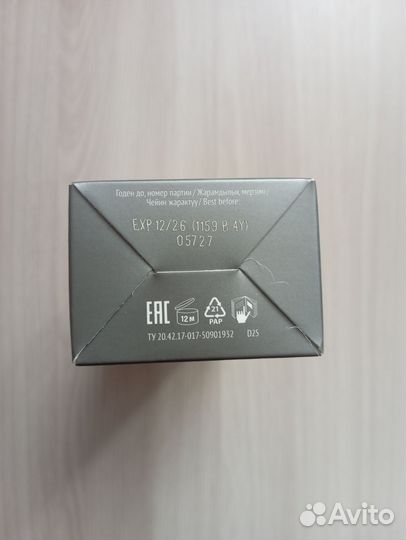 Годен до, номер партии / Жарамдылық мерзімі /
Чейин жарактуу / Best before:
EXP 12/26 (1159 B 4Y)
05727
EAC 12 M 21
PAP
ТУ 20.42.17-017-50901932 D25
Avito